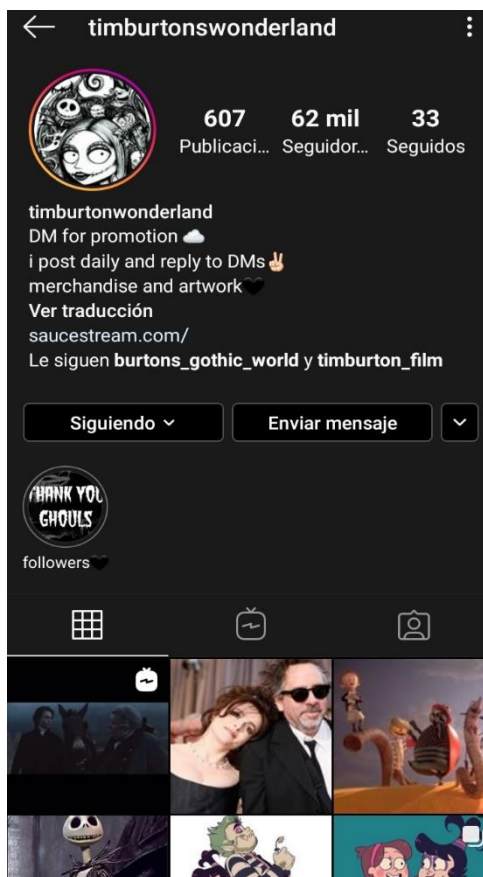 timburtonswonderland
607 62 mil 33
Publicaci... Seguidor... Seguidos
timburtonwonderland
DM for promotion ☁️
i post daily and reply to DMs✌🏼
merchandise and artwork🖤
Ver traducción
saucestream.com/
Le siguen burtons_gothic_world y timburton_film
Siguiendo Enviar mensaje
THANK YOU
GHOULS
followers🖤